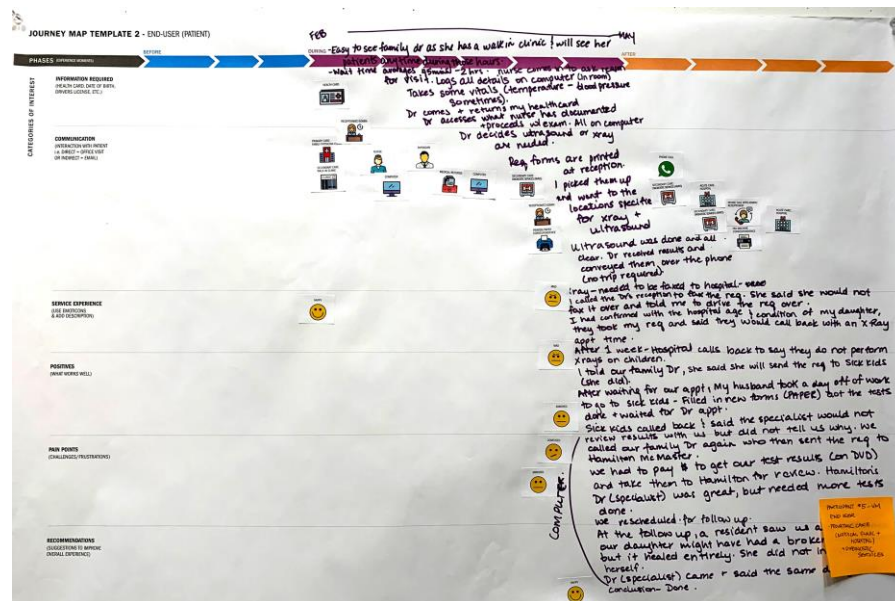 JOURNEY MAP TEMPLATE 2 - END-USER (PATIENT)
FEB
MAY
PHASES (EXPERIENCE MOMENTS)
BEFORE
DURING
AFTER
CATEGORIES OF INTEREST
INFORMATION REQUIRED
(HEALTH CARD, DATE OF BIRTH,
DRIVERS LICENSE, ETC.)
COMMUNICATION
(INTERACTION WITH PATIENT
i.e. DIRECT = OFFICE VISIT
OR INDIRECT = EMAIL)
SERVICE EXPERIENCE
(USE EMOTICONS
& ADD DESCRIPTION)
POSITIVES
(WHAT WORKS WELL)
PAIN POINTS
(CHALLENGES/FRUSTRATIONS)
RECOMMENDATIONS
(SUGGESTIONS TO IMPROVE
OVERALL EXPERIENCE)
-Easy to see family dr as she has a walk in clinic & will see her
patients anytime during those hours.
-Wait time
2 hrs. nurse comes in to ask reason
for visit. Logs all details on computer (in room)
Takes some vitals (temperature - blood pressure
sometimes).
Dr comes + returns my healthcard
Dr accesses what nurse has documented
+ proceeds w/ exam. All on computer
Dr decides ultrasound or xray
are needed.
Req forms are printed
at reception.
I picked them up
and went to the
locations specific
for xray +
ultrasound
Ultrasound was done and all
clear. Dr received results and
conveyed them, over the phone
(no trip required).
Xray - needed to be faxed to hospital -
I called the Dr's reception to fax the req. She said she would not
fax it over and told me to drive the req over.
I had confirmed with the hospital age & condition of my daughter,
they took my req and said they would call back with an x ray
appt time.
After 1 week - Hospital calls back to say they do not perform
xrays on children.
I told our family Dr, she said she will send the req to Sick Kids
(she did).
After waiting for our appt, My husband took a day off of work
to go to sick kids - Filled in new forms (PAPER) Got the tests
done + waited for Dr appt.
Sick Kids called back & said the specialist would not
review results with us but did not tell us why. We
called our family Dr again who than sent the req to
Hamilton McMaster.
we had to pay $ to get our test results (on DVD)
and take them to Hamilton for review. Hamilton's
Dr (specialist) was great, but needed more tests
done.
we rescheduled for follow up.
At the follow up, a resident saw us a
our daughter might have had a broke
but it healed entirely. She did not in
herself.
Dr (specialist) came + said the same d
conclusion - Done.
COMPUTER
PARTICIPANT #5 - VM
END USER